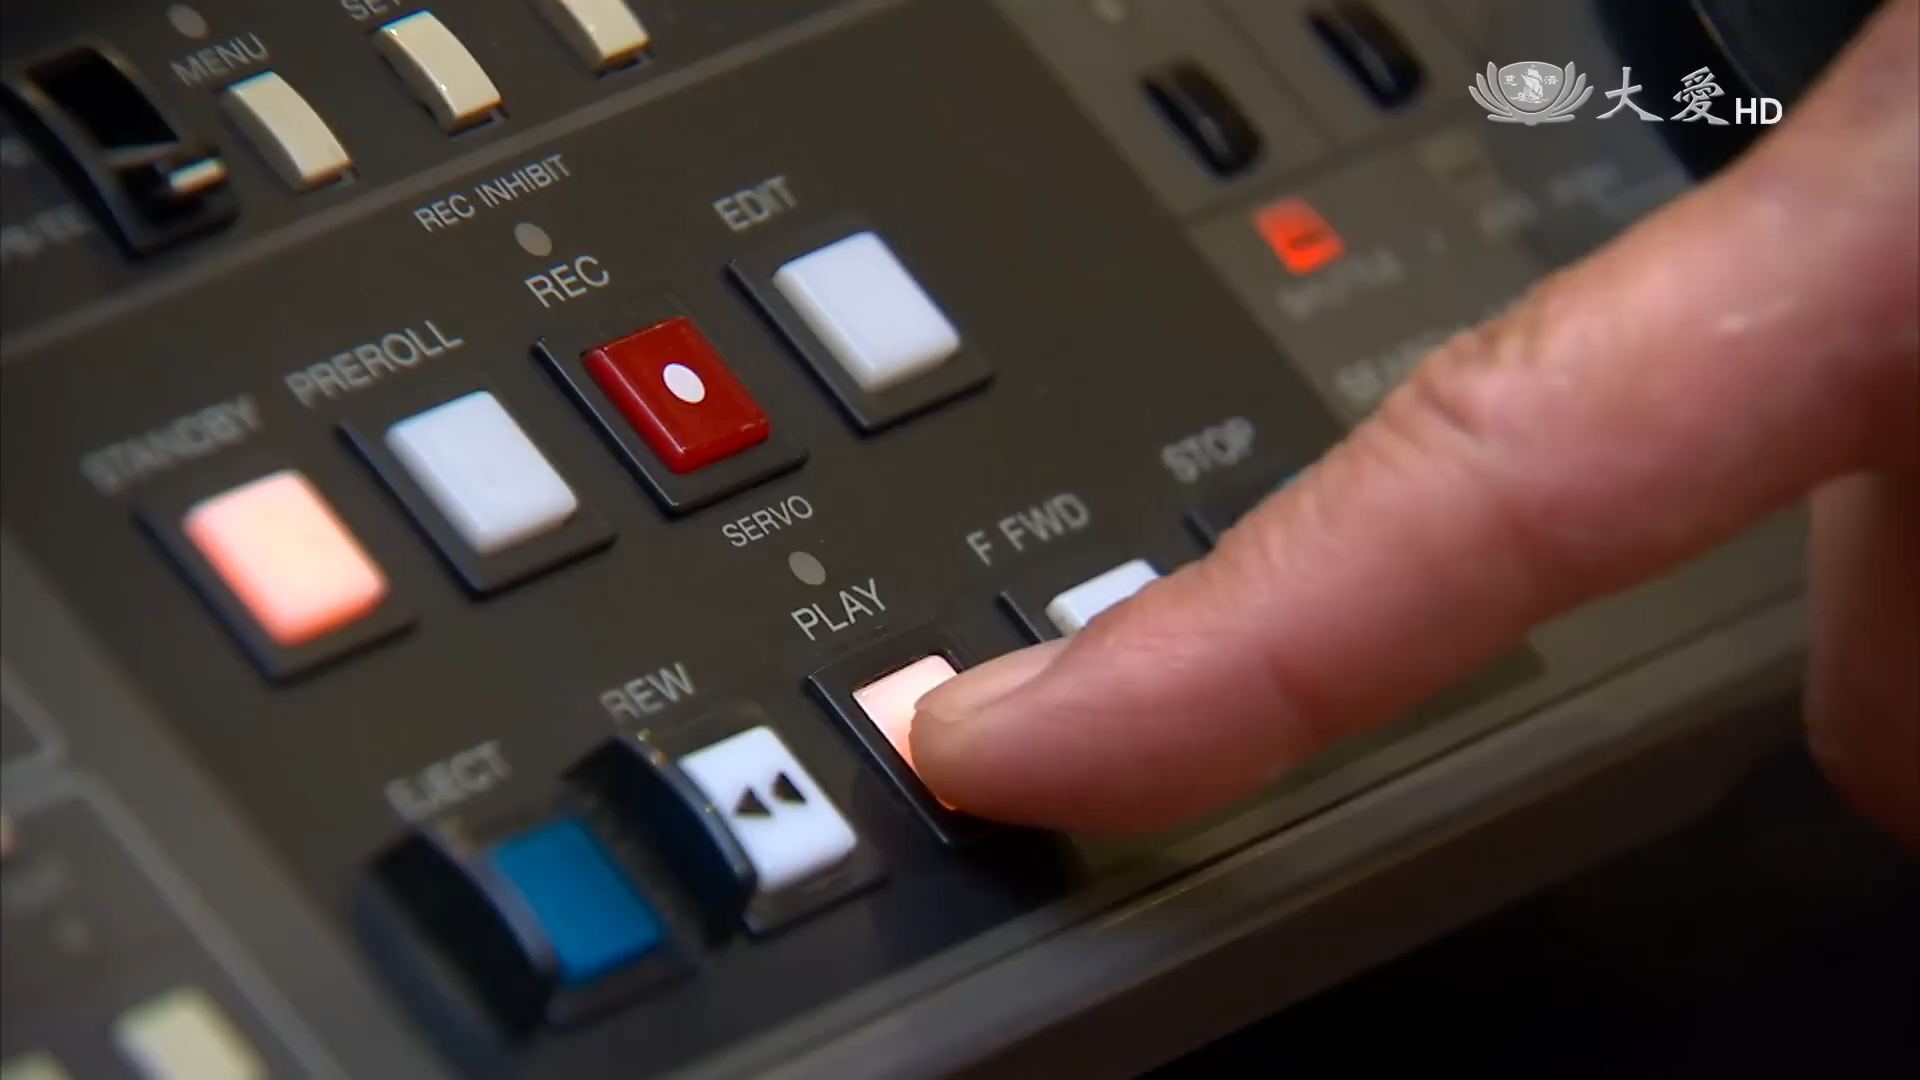 MENU
大愛HD
REC INHIBIT
EDIT
REC
PREROLL
STANDBY
STOP
SERVO
F FWD
PLAY
REW
EJECT